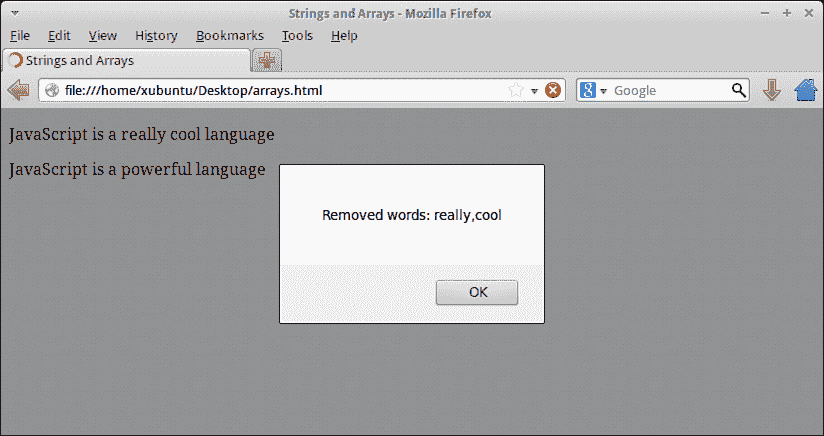 Strings and Arrays - Mozilla Firefox
File Edit View History Bookmarks Tools Help
Strings and Arrays
file:///home/xubuntu/Desktop/arrays.html
8 Google
JavaScript is a really cool language
JavaScript is a powerful language
Removed words: really,cool
OK